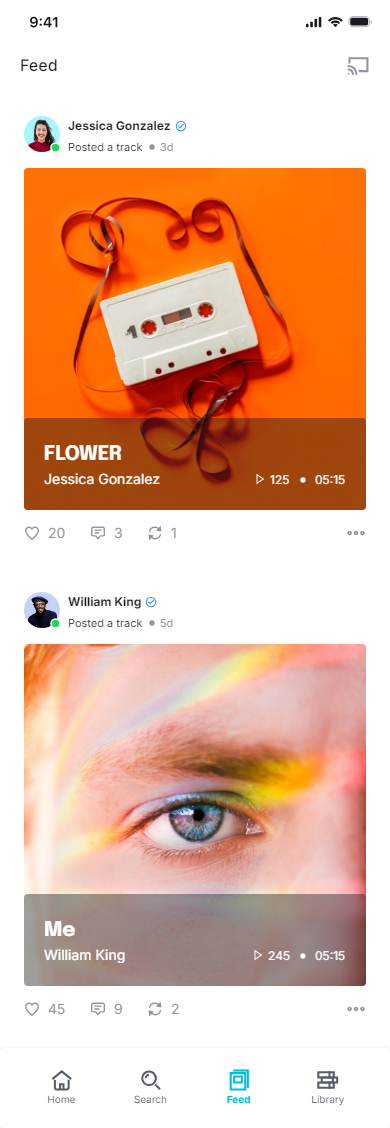 9:41
Feed
Jessica Gonzalez
Posted a track • 3d
1
FLOWER
Jessica Gonzalez
125 • 05:15
20 3 1
William King
Posted a track • 5d
Me
William King
245 • 05:15
45 9 2
Home Search Feed Library